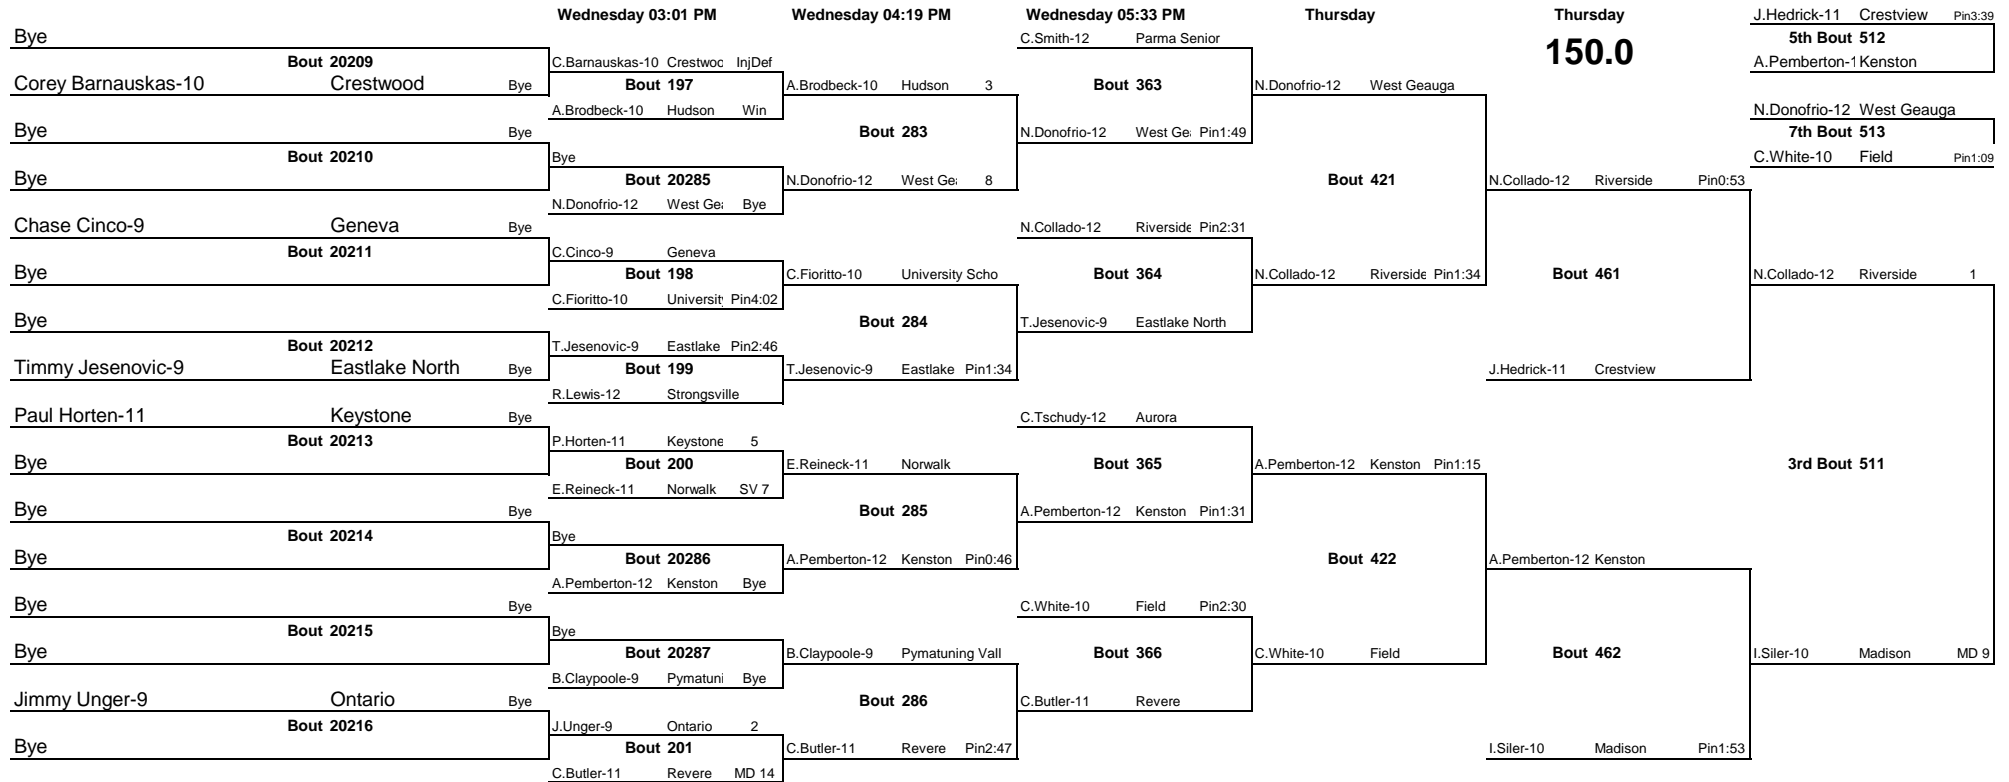 Wednesday 03:01 PM Wednesday 04:19 PM Wednesday 05:33 PM Thursday Thursday J.Hedrick-11 Crestview Pin3:39
Bye C.Smith-12 Parma Senior 150.0 5th Bout 512
Bout 20209 C.Barnauskas-10 Crestwood InjDef A.Pemberton-1 Kenston
Corey Barnauskas-10 Crestwood Bye Bout 197 A.Brodbeck-10 Hudson 3 Bout 363 N.Donofrio-12 West Geauga
A.Brodbeck-10 Hudson Win N.Donofrio-12 West Geauga
Bye Bye Bout 283 N.Donofrio-12 West Ge Pin1:49 7th Bout 513
Bout 20210 Bye C.White-10 Field Pin1:09
Bye Bout 20285 N.Donofrio-12 West Ge 8 Bout 421 N.Collado-12 Riverside Pin0:53
N.Donofrio-12 West Ge Bye
Chase Cinco-9 Geneva Bye N.Collado-12 Riverside Pin2:31
Bout 20211 C.Cinco-9 Geneva
Bye Bout 198 C.Fioritto-10 University Scho Bout 364 N.Collado-12 Riverside Pin1:34 Bout 461 N.Collado-12 Riverside 1
C.Fioritto-10 Universit Pin4:02
Bye Bout 284 T.Jesenovic-9 Eastlake North
Bout 20212 T.Jesenovic-9 Eastlake Pin2:46
Timmy Jesenovic-9 Eastlake North Bye Bout 199 T.Jesenovic-9 Eastlake Pin1:34 J.Hedrick-11 Crestview
R.Lewis-12 Strongsville
Paul Horten-11 Keystone Bye C.Tschudy-12 Aurora
Bout 20213 P.Horten-11 Keystone 5
Bye Bout 200 E.Reineck-11 Norwalk Bout 365 A.Pemberton-12 Kenston Pin1:15 3rd Bout 511
E.Reineck-11 Norwalk SV 7
Bye Bye Bout 285 A.Pemberton-12 Kenston Pin1:31
Bout 20214 Bye
Bye Bout 20286 A.Pemberton-12 Kenston Pin0:46 Bout 422 A.Pemberton-12 Kenston
A.Pemberton-12 Kenston Bye
Bye Bye C.White-10 Field Pin2:30
Bout 20215 Bye
Bye Bout 20287 B.Claypoole-9 Pymatuning Vall Bout 366 C.White-10 Field Bout 462 I.Siler-10 Madison MD 9
B.Claypoole-9 Pymatuni Bye
Jimmy Unger-9 Ontario Bye Bout 286 C.Butler-11 Revere
Bout 20216 J.Unger-9 Ontario 2
Bye Bout 201 C.Butler-11 Revere Pin2:47 I.Siler-10 Madison Pin1:53
C.Butler-11 Revere MD 14